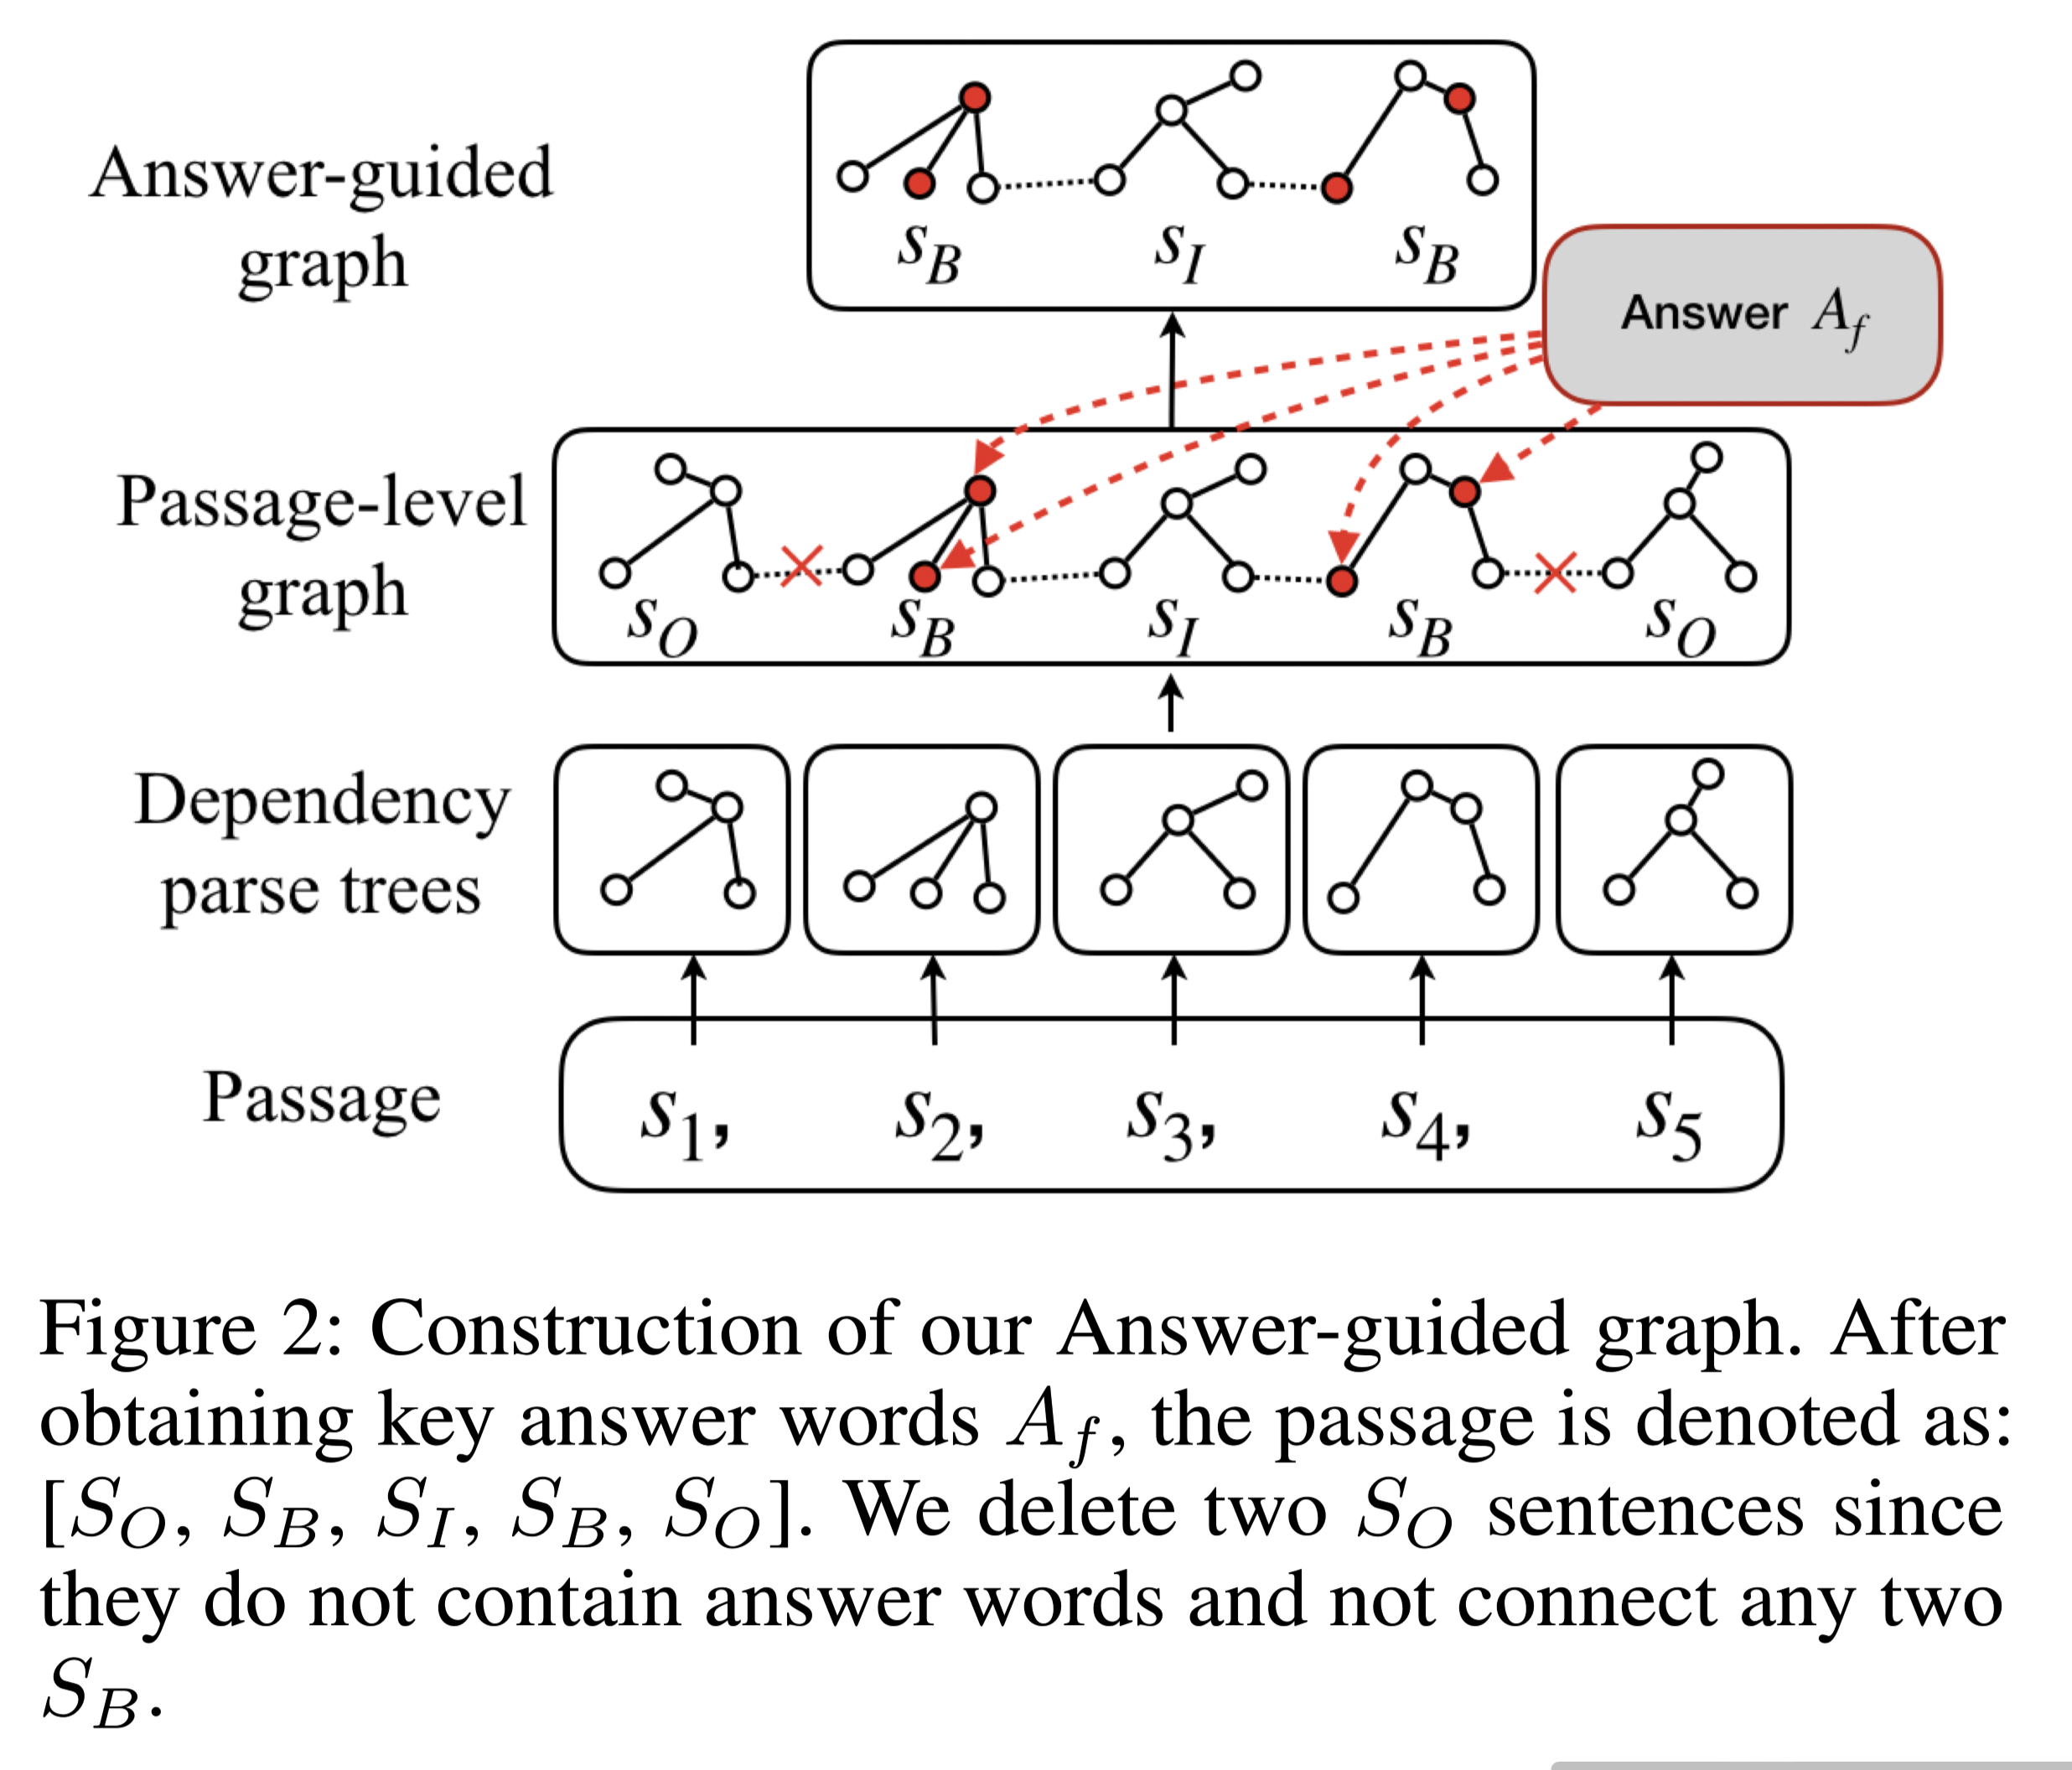 Answer-guided
graph
s_B s_I s_B
Answer A_f
Passage-level
graph
s_O s_B s_I s_B s_O
Dependency
parse trees
Passage
s_1, s_2, s_3, s_4, s_5
Figure 2: Construction of our Answer-guided graph. After
obtaining key answer words A_f, the passage is denoted as:
[S_O, S_B, S_I, S_B, S_O]. We delete two S_O sentences since
they do not contain answer words and not connect any two
S_B.